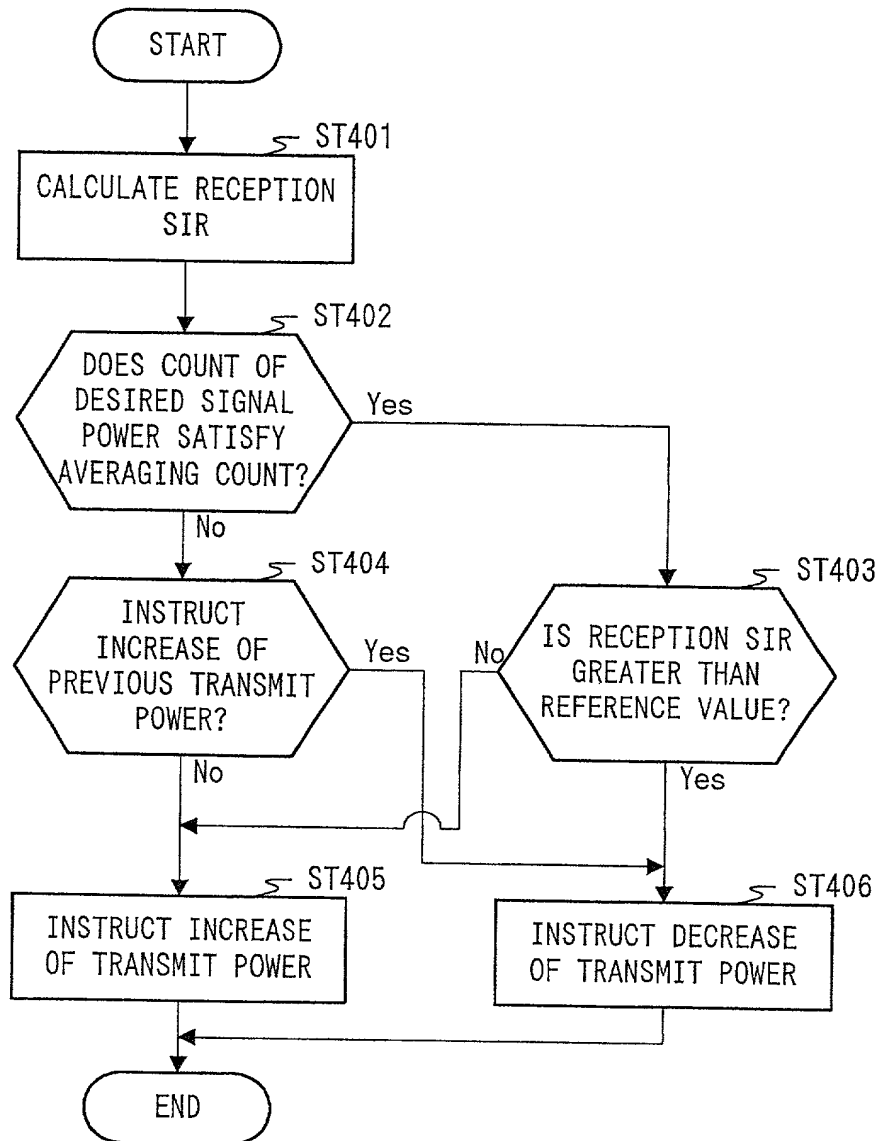 START
ST401
CALCULATE RECEPTION
SIR
ST402
DOES COUNT OF
DESIRED SIGNAL
POWER SATISFY
AVERAGING COUNT?
Yes
No
ST404
INSTRUCT
INCREASE OF
PREVIOUS TRANSMIT
POWER?
Yes
No
ST403
IS RECEPTION SIR
GREATER THAN
REFERENCE VALUE?
No
Yes
ST405
INSTRUCT INCREASE
OF TRANSMIT POWER
ST406
INSTRUCT DECREASE
OF TRANSMIT POWER
END